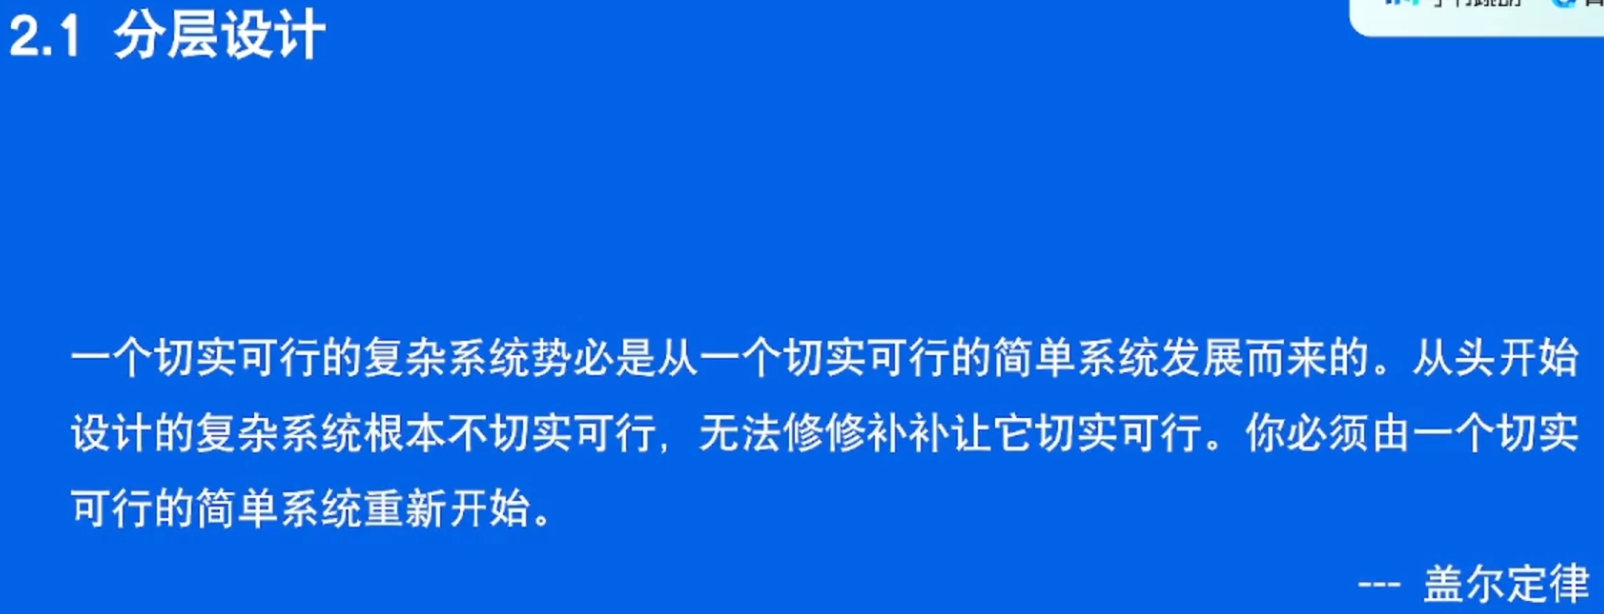 2.1 分层设计
一个切实可行的复杂系统势必是从一个切实可行的简单系统发展而来的。从头开始
设计的复杂系统根本不切实可行，无法修修补补让它切实可行。你必须由一个切实
可行的简单系统重新开始。
--- 盖尔定律